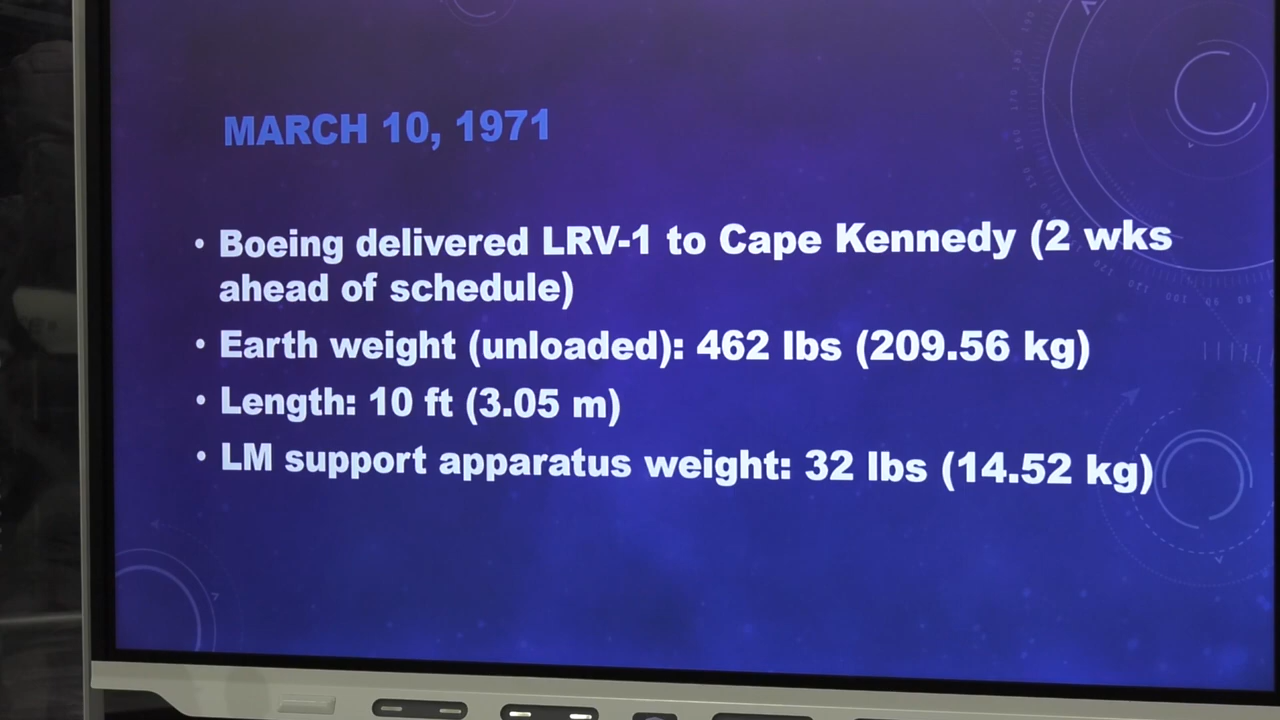 MARCH 10, 1971
• Boeing delivered LRV-1 to Cape Kennedy (2 wks
ahead of schedule)
• Earth weight (unloaded): 462 lbs (209.56 kg)
• Length: 10 ft (3.05 m)
• LM support apparatus weight: 32 lbs (14.52 kg)